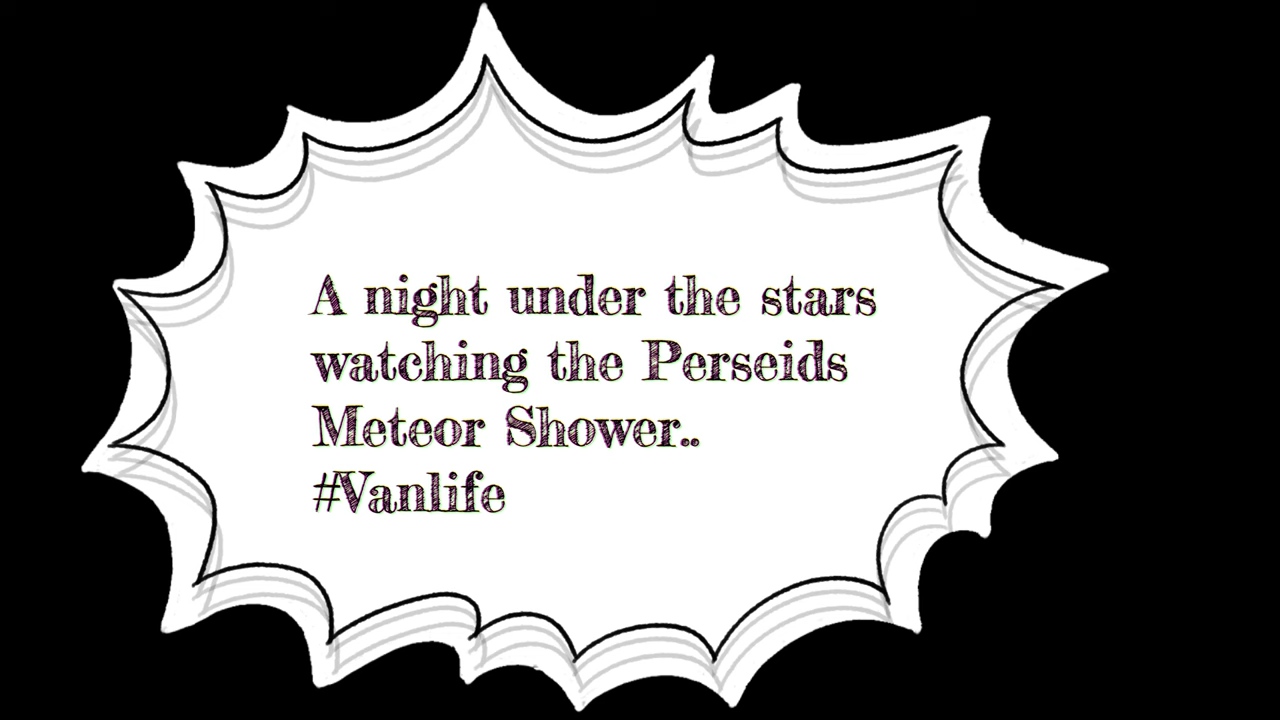 A night under the stars
watching the Perseids
Meteor Shower..
#Vanlife